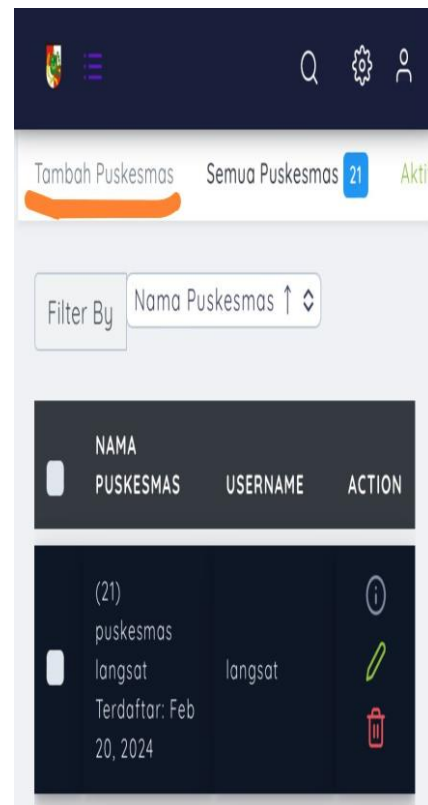 Tambah Puskesmas Semua Puskesmas 21 Akti
Filter By Nama Puskesmas ↑
NAMA
PUSKESMAS USERNAME ACTION
(21)
puskesmas
langsat langsat
Terdaftar: Feb
20, 2024